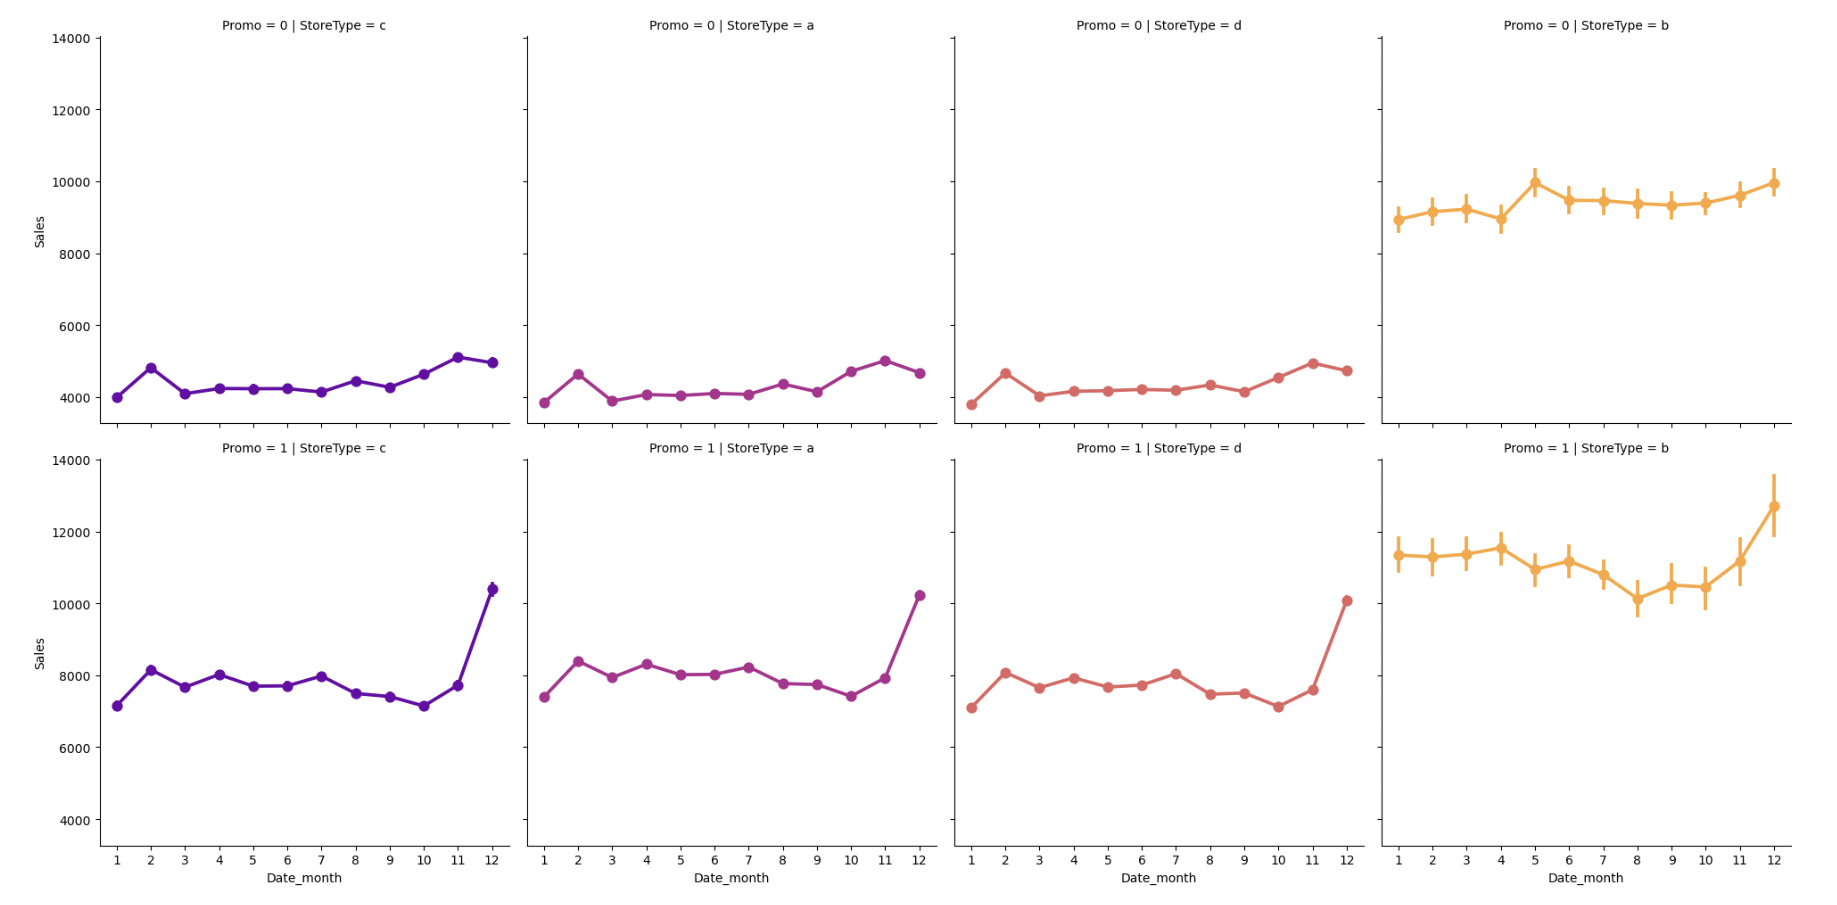 Promo = 0 | StoreType = c
Promo = 0 | StoreType = a
Promo = 0 | StoreType = d
Promo = 0 | StoreType = b
14000
12000
10000
8000
6000
4000
Sales
Promo = 1 | StoreType = c
Promo = 1 | StoreType = a
Promo = 1 | StoreType = d
Promo = 1 | StoreType = b
14000
12000
10000
8000
6000
4000
Sales
1 2 3 4 5 6 7 8 9 10 11 12
1 2 3 4 5 6 7 8 9 10 11 12
1 2 3 4 5 6 7 8 9 10 11 12
1 2 3 4 5 6 7 8 9 10 11 12
Date_month
Date_month
Date_month
Date_month